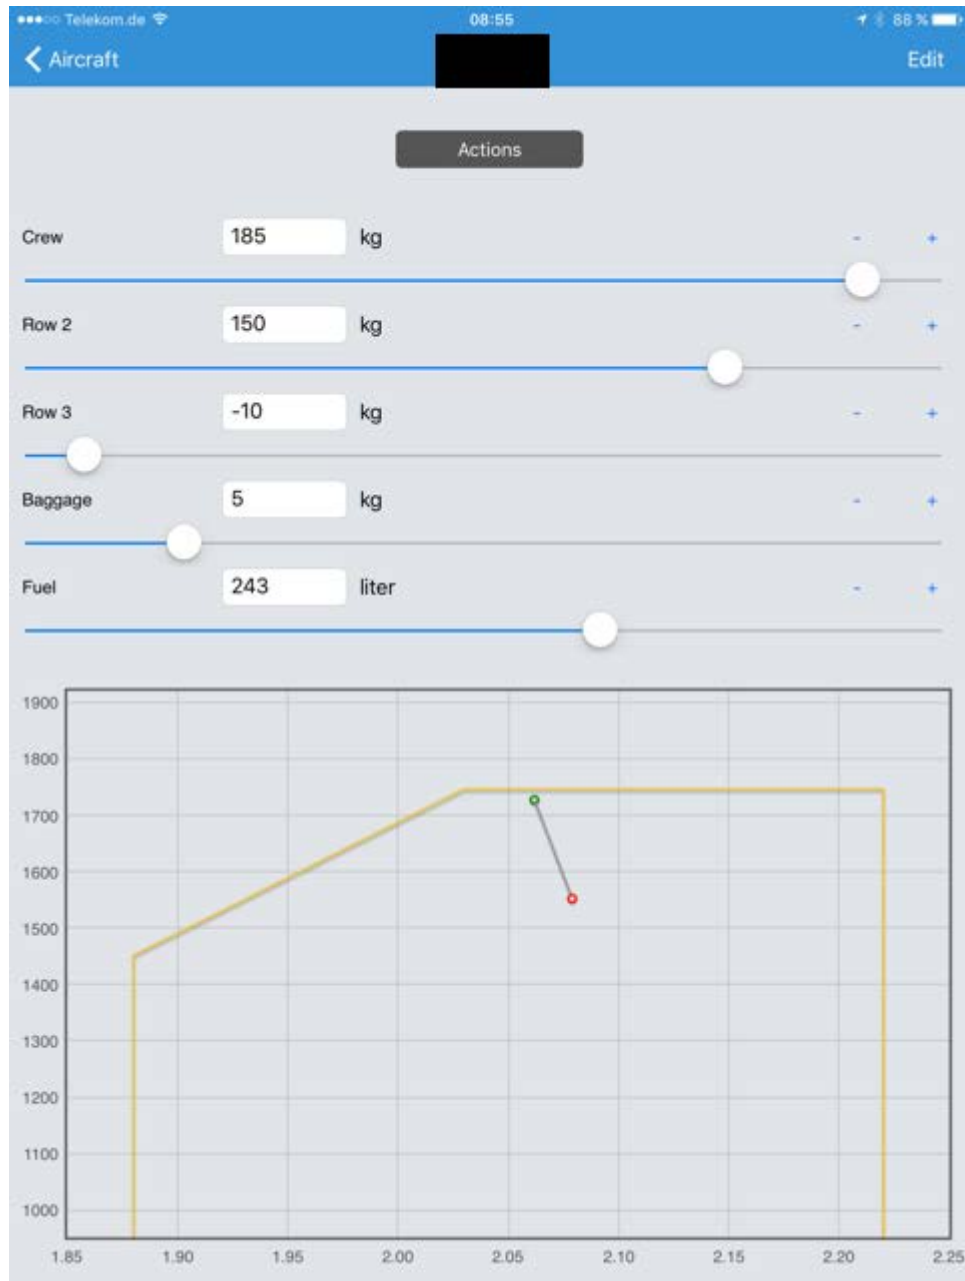 Telekom.de 08:55 88 %
Aircraft Edit
Actions
Crew 185 kg - +
Row 2 150 kg - +
Row 3 -10 kg - +
Baggage 5 kg - +
Fuel 243 liter - +
1900
1800
1700
1600
1500
1400
1300
1200
1100
1000
1.85 1.90 1.95 2.00 2.05 2.10 2.15 2.20 2.25